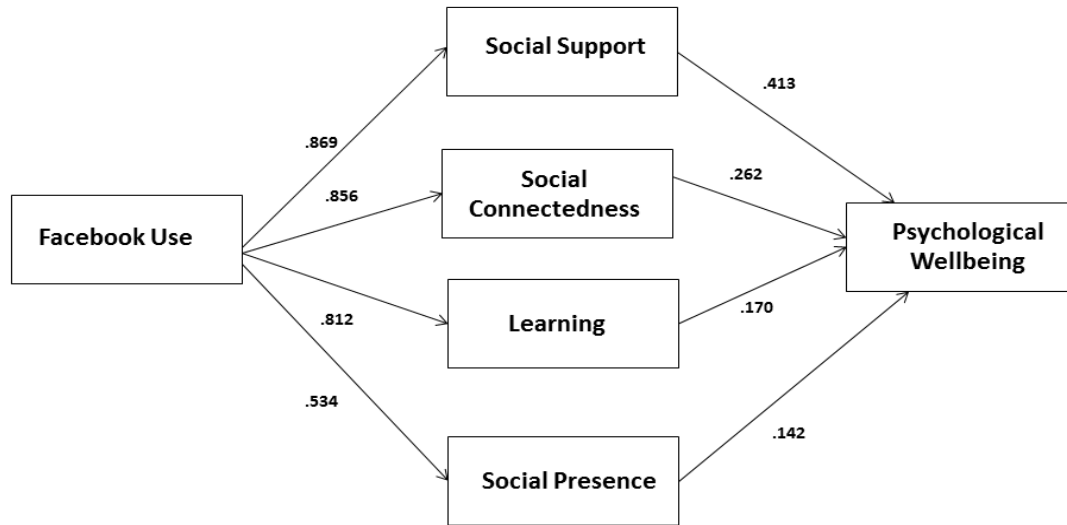 Social Support
.413
.869
Social
Connectedness
.262
.856
Facebook Use
Psychological
Wellbeing
Learning
.812
.170
.534
.142
Social Presence